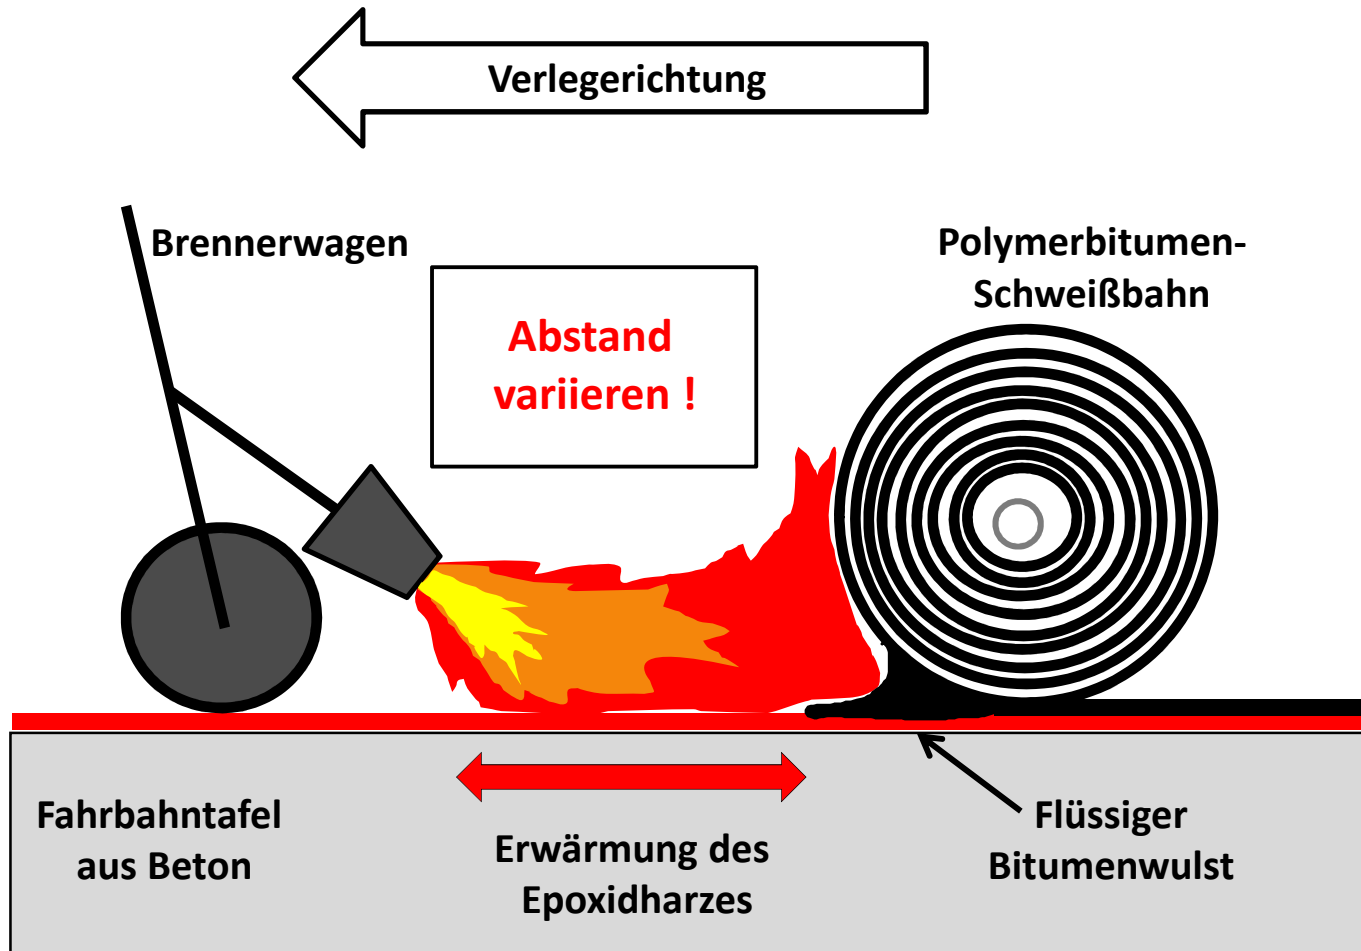 Verlegerichtung
Brennerwagen
Polymerbitumen-
Schweißbahn
Abstand
variieren !
Fahrbahntafel
aus Beton
Erwärmung des
Epoxidharzes
Flüssiger
Bitumenwulst